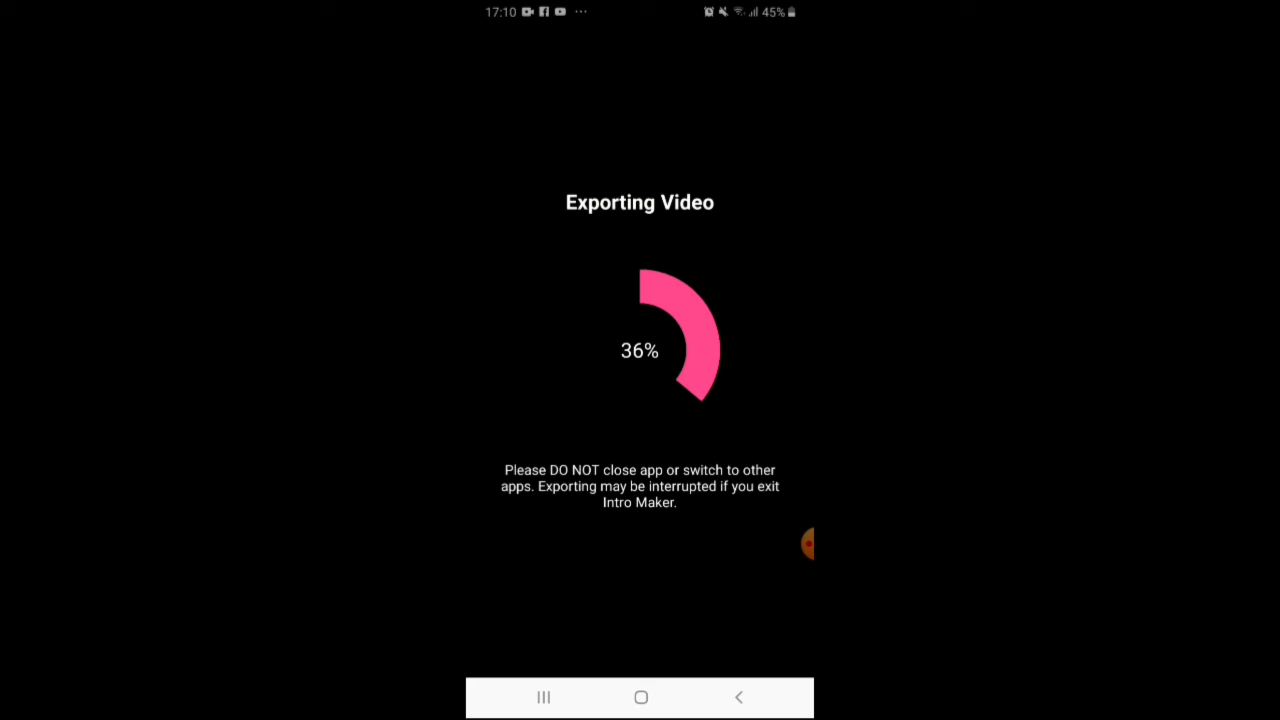 17:10 45%
Exporting Video
36%
Please DO NOT close app or switch to other
apps. Exporting may be interrupted if you exit
Intro Maker.